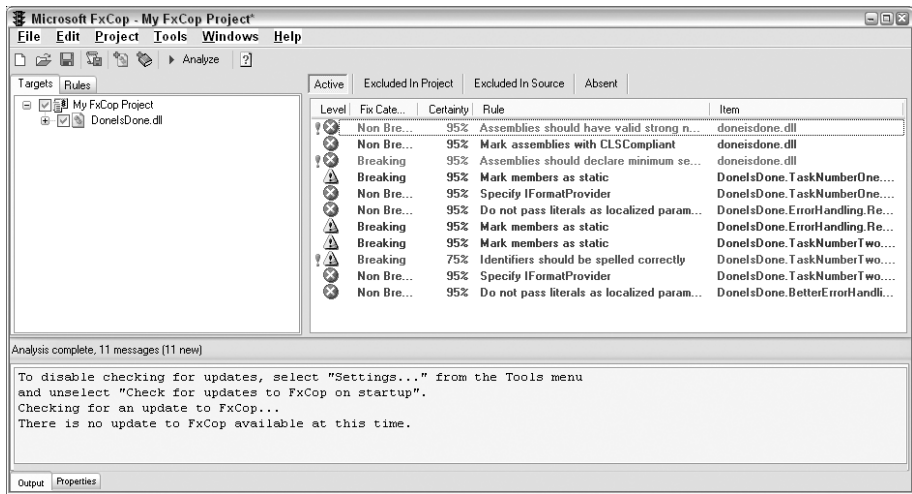 Microsoft FxCop - My FxCop Project*
File Edit Project Tools Windows Help
Analyze
Targets Rules
My FxCop Project
DoneIsDone.dll
Active Excluded In Project Excluded In Source Absent
Level Fix Cate... Certainty Rule Item
Non Bre... 95% Assemblies should have valid strong n... doneisdone.dll
Non Bre... 95% Mark assemblies with CLSCompliant doneisdone.dll
Breaking 95% Assemblies should declare minimum se... doneisdone.dll
Breaking 95% Mark members as static DoneIsDone.TaskNumberOne....
Non Bre... 95% Specify IFormatProvider DoneIsDone.TaskNumberOne....
Non Bre... 95% Do not pass literals as localized param... DoneIsDone.ErrorHandling.Re...
Breaking 95% Mark members as static DoneIsDone.ErrorHandling.Re...
Breaking 95% Mark members as static DoneIsDone.TaskNumberTwo....
Breaking 75% Identifiers should be spelled correctly DoneIsDone.TaskNumberTwo....
Non Bre... 95% Specify IFormatProvider DoneIsDone.TaskNumberTwo....
Non Bre... 95% Do not pass literals as localized param... DoneIsDone.BetterErrorHandli...
Analysis complete, 11 messages (11 new)
To disable checking for updates, select "Settings..." from the Tools menu
and unselect "Check for updates to FxCop on startup".
Checking for an update to FxCop...
There is no update to FxCop available at this time.
Output Properties